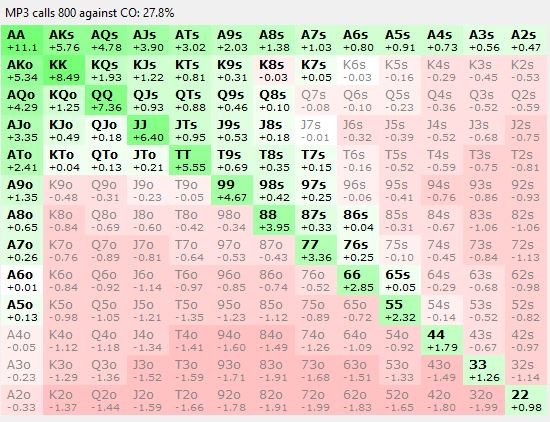 MP3 calls 800 against CO: 27.8%
AA AKs AQs AJs ATs A9s A8s A7s A6s A5s A4s A3s A2s
+11.1 +5.76 +4.78 +3.90 +3.02 +2.03 +1.38 +1.03 +0.80 +0.91 +0.73 +0.56 +0.47
AKo KK KQs KJs KTs K9s K8s K7s K6s K5s K4s K3s K2s
+5.34 +8.49 +1.93 +1.22 +0.81 +0.31 -0.03 +0.05 -0.03 -0.16 -0.29 -0.45 -0.53
AQo KQo QQ QJs QTs Q9s Q8s Q7s Q6s Q5s Q4s Q3s Q2s
+4.29 +1.25 +7.36 +0.93 +0.88 +0.46 +0.10 -0.08 -0.10 -0.23 -0.36 -0.52 -0.59
AJo KJo QJo JJ JTs J9s J8s J7s J6s J5s J4s J3s J2s
+3.35 +0.49 +0.18 +6.40 +0.95 +0.53 +0.18 -0.01 -0.32 -0.39 -0.52 -0.68 -0.75
ATo KTo QTo JTo TT T9s T8s T7s T6s T5s T4s T3s T2s
+2.41 +0.04 +0.13 +0.21 +5.55 +0.69 +0.35 +0.15 -0.16 -0.52 -0.59 -0.75 -0.81
A9o K9o Q9o J9o T9o 99 98s 97s 96s 95s 94s 93s 92s
+1.35 -0.48 -0.31 -0.23 -0.05 +4.67 +0.42 +0.25 -0.06 -0.41 -0.76 -0.86 -0.93
A8o K8o Q8o J8o T8o 98o 88 87s 86s 85s 84s 83s 82s
+0.65 -0.84 -0.69 -0.60 -0.42 -0.34 +3.95 +0.33 +0.04 -0.31 -0.67 -1.06 -1.06
A7o K7o Q7o J7o T7o 97o 87o 77 76s 75s 74s 73s 72s
+0.26 -0.76 -0.89 -0.81 -0.64 -0.53 -0.43 +3.36 +0.25 -0.10 -0.45 -0.84 -1.13
A6o K6o Q6o J6o T6o 96o 86o 76o 66 65s 64s 63s 62s
+0.01 -0.84 -0.92 -1.14 -0.97 -0.85 -0.74 -0.52 +2.85 +0.05 -0.29 -0.68 -0.98
A5o K5o Q5o J5o T5o 95o 85o 75o 65o 55 54s 53s 52s
+0.13 -0.98 -1.05 -1.21 -1.35 -1.23 -1.12 -0.89 -0.72 +2.32 -0.14 -0.52 -0.82
A4o K4o Q4o J4o T4o 94o 84o 74o 64o 54o 44 43s 42s
-0.05 -1.12 -1.18 -1.34 -1.41 -1.60 -1.49 -1.26 -1.09 -0.92 +1.79 -0.67 -0.97
A3o K3o Q3o J3o T3o 93o 83o 73o 63o 53o 43o 33 32s
-0.23 -1.29 -1.36 -1.52 -1.59 -1.71 -1.91 -1.68 -1.51 -1.33 -1.49 +1.26 -1.14
A2o K2o Q2o J2o T2o 92o 82o 72o 62o 52o 42o 32o 22
-0.33 -1.37 -1.44 -1.59 -1.66 -1.78 -1.91 -1.99 -1.83 -1.65 -1.80 -1.99 +0.98